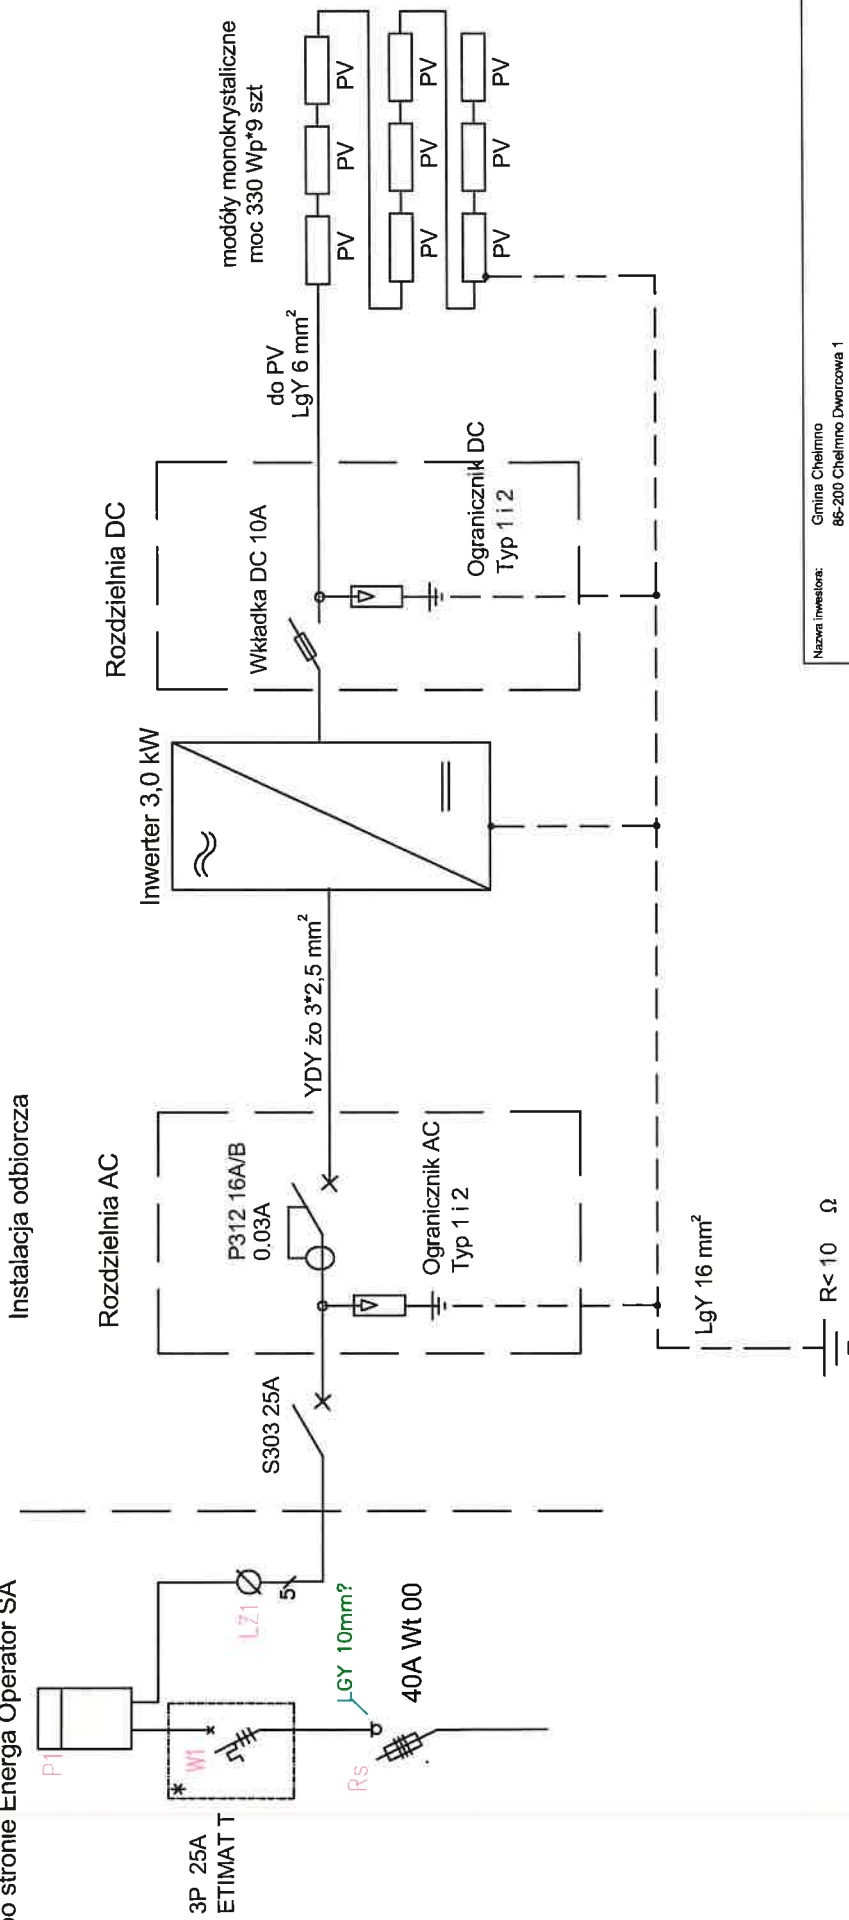 po stronie Energa Operator SA
Instalacja odbiorcza
P1
3P 25A
ETIMAT T
*
W1
LŻ1
5
LGY 10mm?
Rs
40A Wt 00
S303 25A
Rozdzielnia AC
P312 16A/B
0.03A
Ogranicznik AC
Typ 1 i 2
YDY żo 3*2,5 mm²
Inwerter 3,0 kW
Rozdzielnia DC
Wkładka DC 10A
Ogranicznik DC
Typ 1 i 2
do PV
LgY 6 mm²
modóły monokrystaliczne
moc 330 Wp*9 szt
PV
PV
PV
PV
PV
PV
PV
PV
PV
LgY 16 mm²
R< 10 Ω
Nazwa inwestora:
Gmina Chełmno
86-200 Chełmno Dworcowa 1